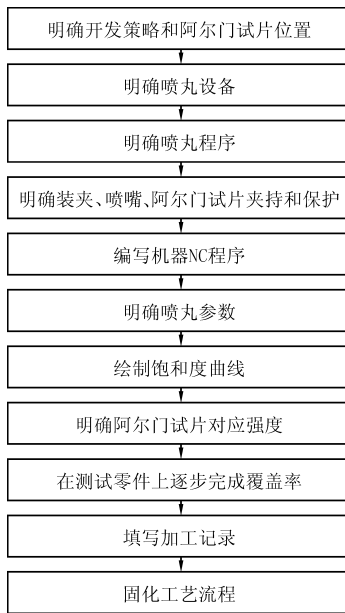 明确开发策略和阿尔门试片位置
明确喷丸设备
明确喷丸程序
明确装夹、喷嘴、阿尔门试片夹持和保护
编写机器NC程序
明确喷丸参数
绘制饱和度曲线
明确阿尔门试片对应强度
在测试零件上逐步完成覆盖率
填写加工记录
固化工艺流程